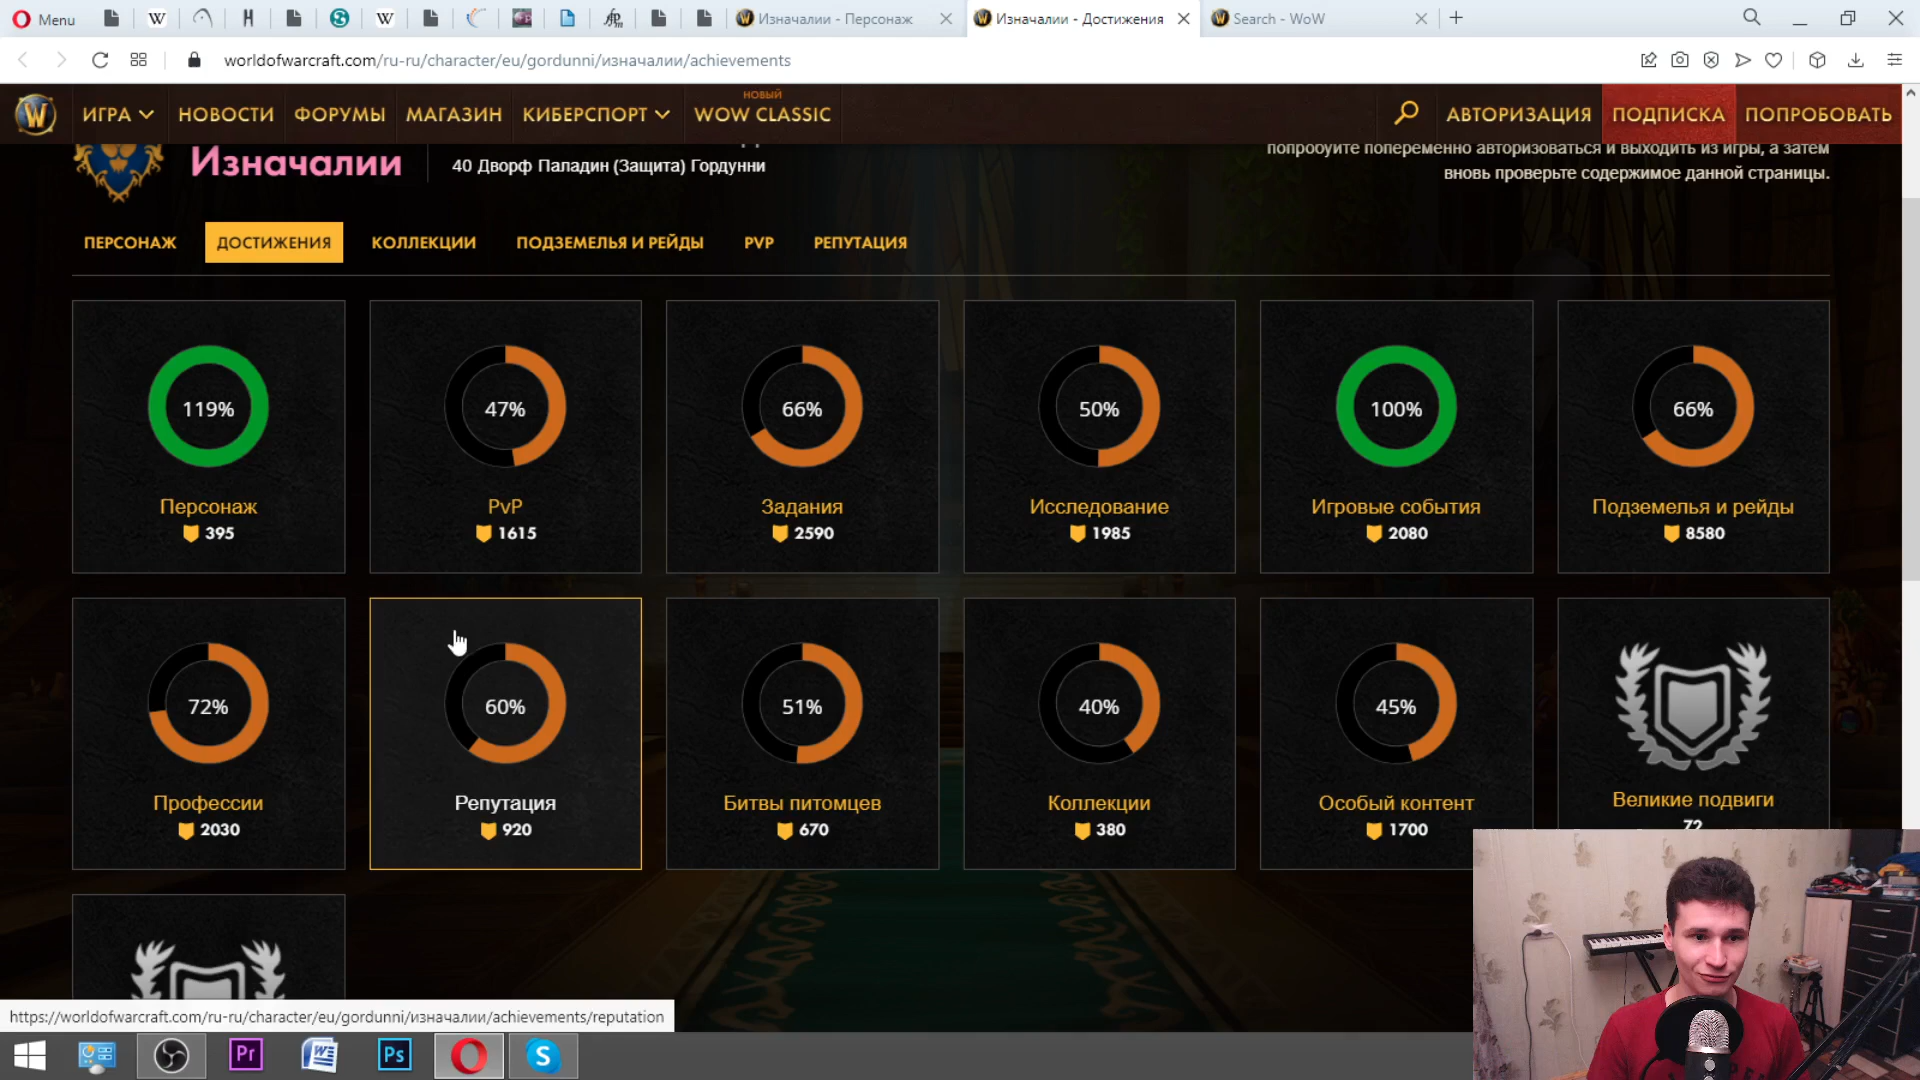 Menu
Изначалии - Персонаж
Изначалии - Достижения
Search - WoW
worldofwarcraft.com/ru-ru/character/eu/gordunni/изначалии/achievements
ИГРА
НОВОСТИ
ФОРУМЫ
МАГАЗИН
КИБЕРСПОРТ
НОВЫЙ
WOW CLASSIC
АВТОРИЗАЦИЯ
ПОДПИСКА
ПОПРОБОВАТЬ
Изначалии
40 Дворф Паладин (Защита) Гордунни
попробуйте попеременно авторизоваться и выходить из игры, а затем
вновь проверьте содержимое данной страницы.
ПЕРСОНАЖ
ДОСТИЖЕНИЯ
КОЛЛЕКЦИИ
ПОДЗЕМЕЛЬЯ И РЕЙДЫ
PVP
РЕПУТАЦИЯ
119%
Персонаж
395
47%
PvP
1615
66%
Задания
2590
50%
Исследование
1985
100%
Игровые события
2080
66%
Подземелья и рейды
8580
72%
Профессии
2030
60%
Репутация
920
51%
Битвы питомцев
670
40%
Коллекции
380
45%
Особый контент
1700
Великие подвиги
72
https://worldofwarcraft.com/ru-ru/character/eu/gordunni/изначалии/achievements/reputation
Pr
Ps